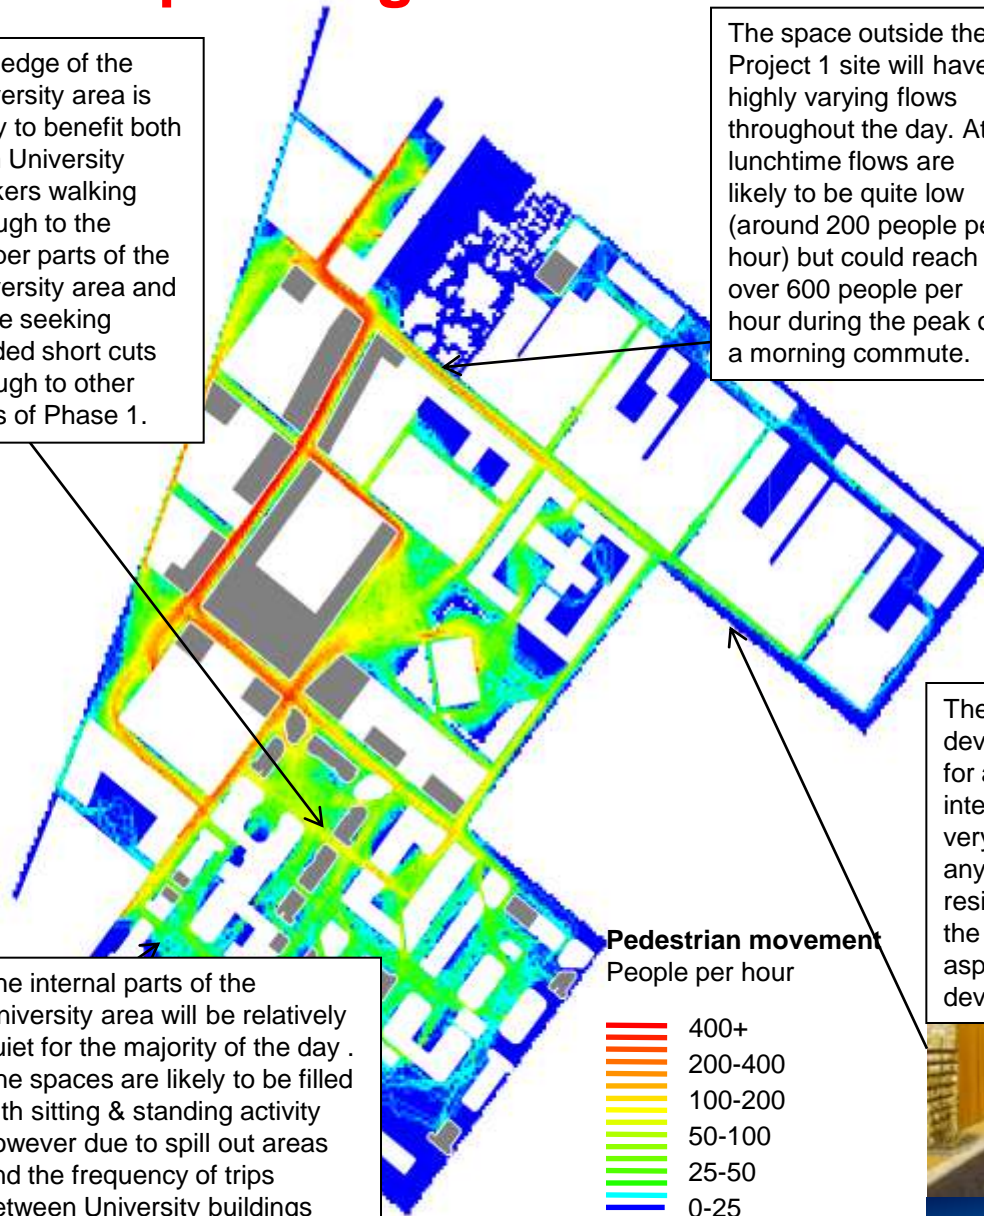 edge of the
ersity area is
y to benefit both
University
kers walking
ugh to the
per parts of the
ersity area and
e seeking
ded short cuts
ugh to other
s of Phase 1.
The space outside the
Project 1 site will have
highly varying flows
throughout the day. At
lunchtime flows are
likely to be quite low
(around 200 people pe
hour) but could reach
over 600 people per
hour during the peak o
a morning commute.
The
dev
for a
inte
very
any
resi
the
asp
dev
he internal parts of the
niversity area will be relatively
uiet for the majority of the day .
he spaces are likely to be filled
th sitting & standing activity
owever due to spill out areas
nd the frequency of trips
etween University buildings
Pedestrian movement
People per hour
400+
200-400
100-200
50-100
25-50
0-25